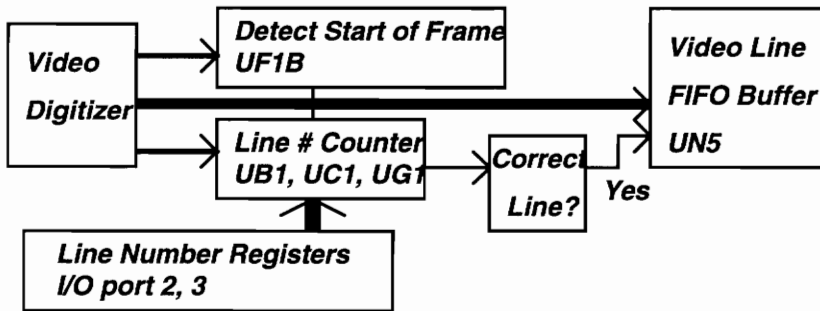 Video
Digitizer
Detect Start of Frame
UF1B
Line # Counter
UB1, UC1, UG1
Correct
Line?
Yes
Video Line
FIFO Buffer
UN5
Line Number Registers
I/O port 2, 3